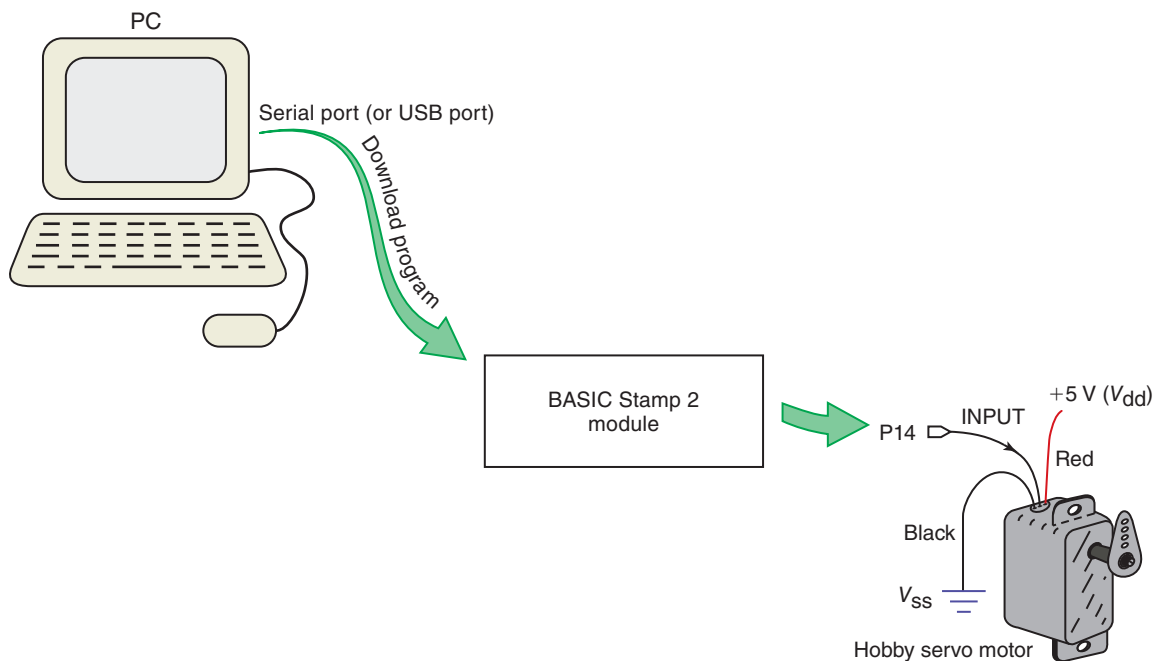 PC
Serial port (or USB port)
Download program
BASIC Stamp 2
module
P14
INPUT
+5 V (Vdd)
Red
Black
Vss
Hobby servo motor